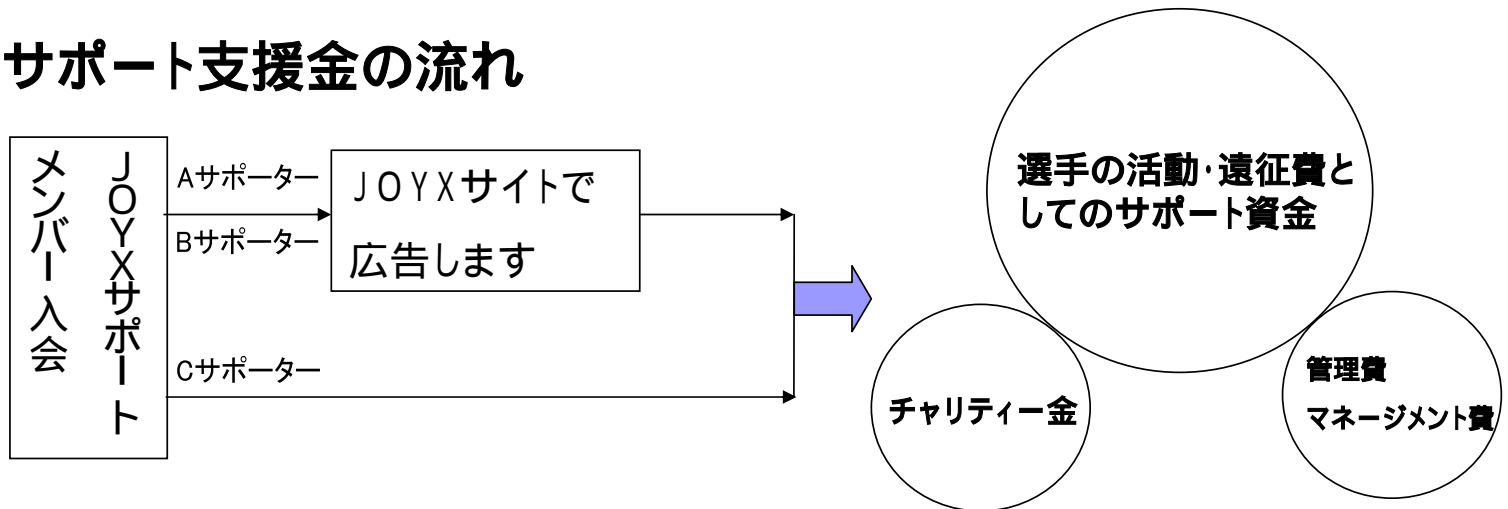 サポート支援金の流れ
JOYXサポート
メンバー入会
Aサポーター
Bサポーター
JOYXサイトで
広告します
Cサポーター
選手の活動・遠征費と
してのサポート資金
チャリティー金
管理費
マネージメント費